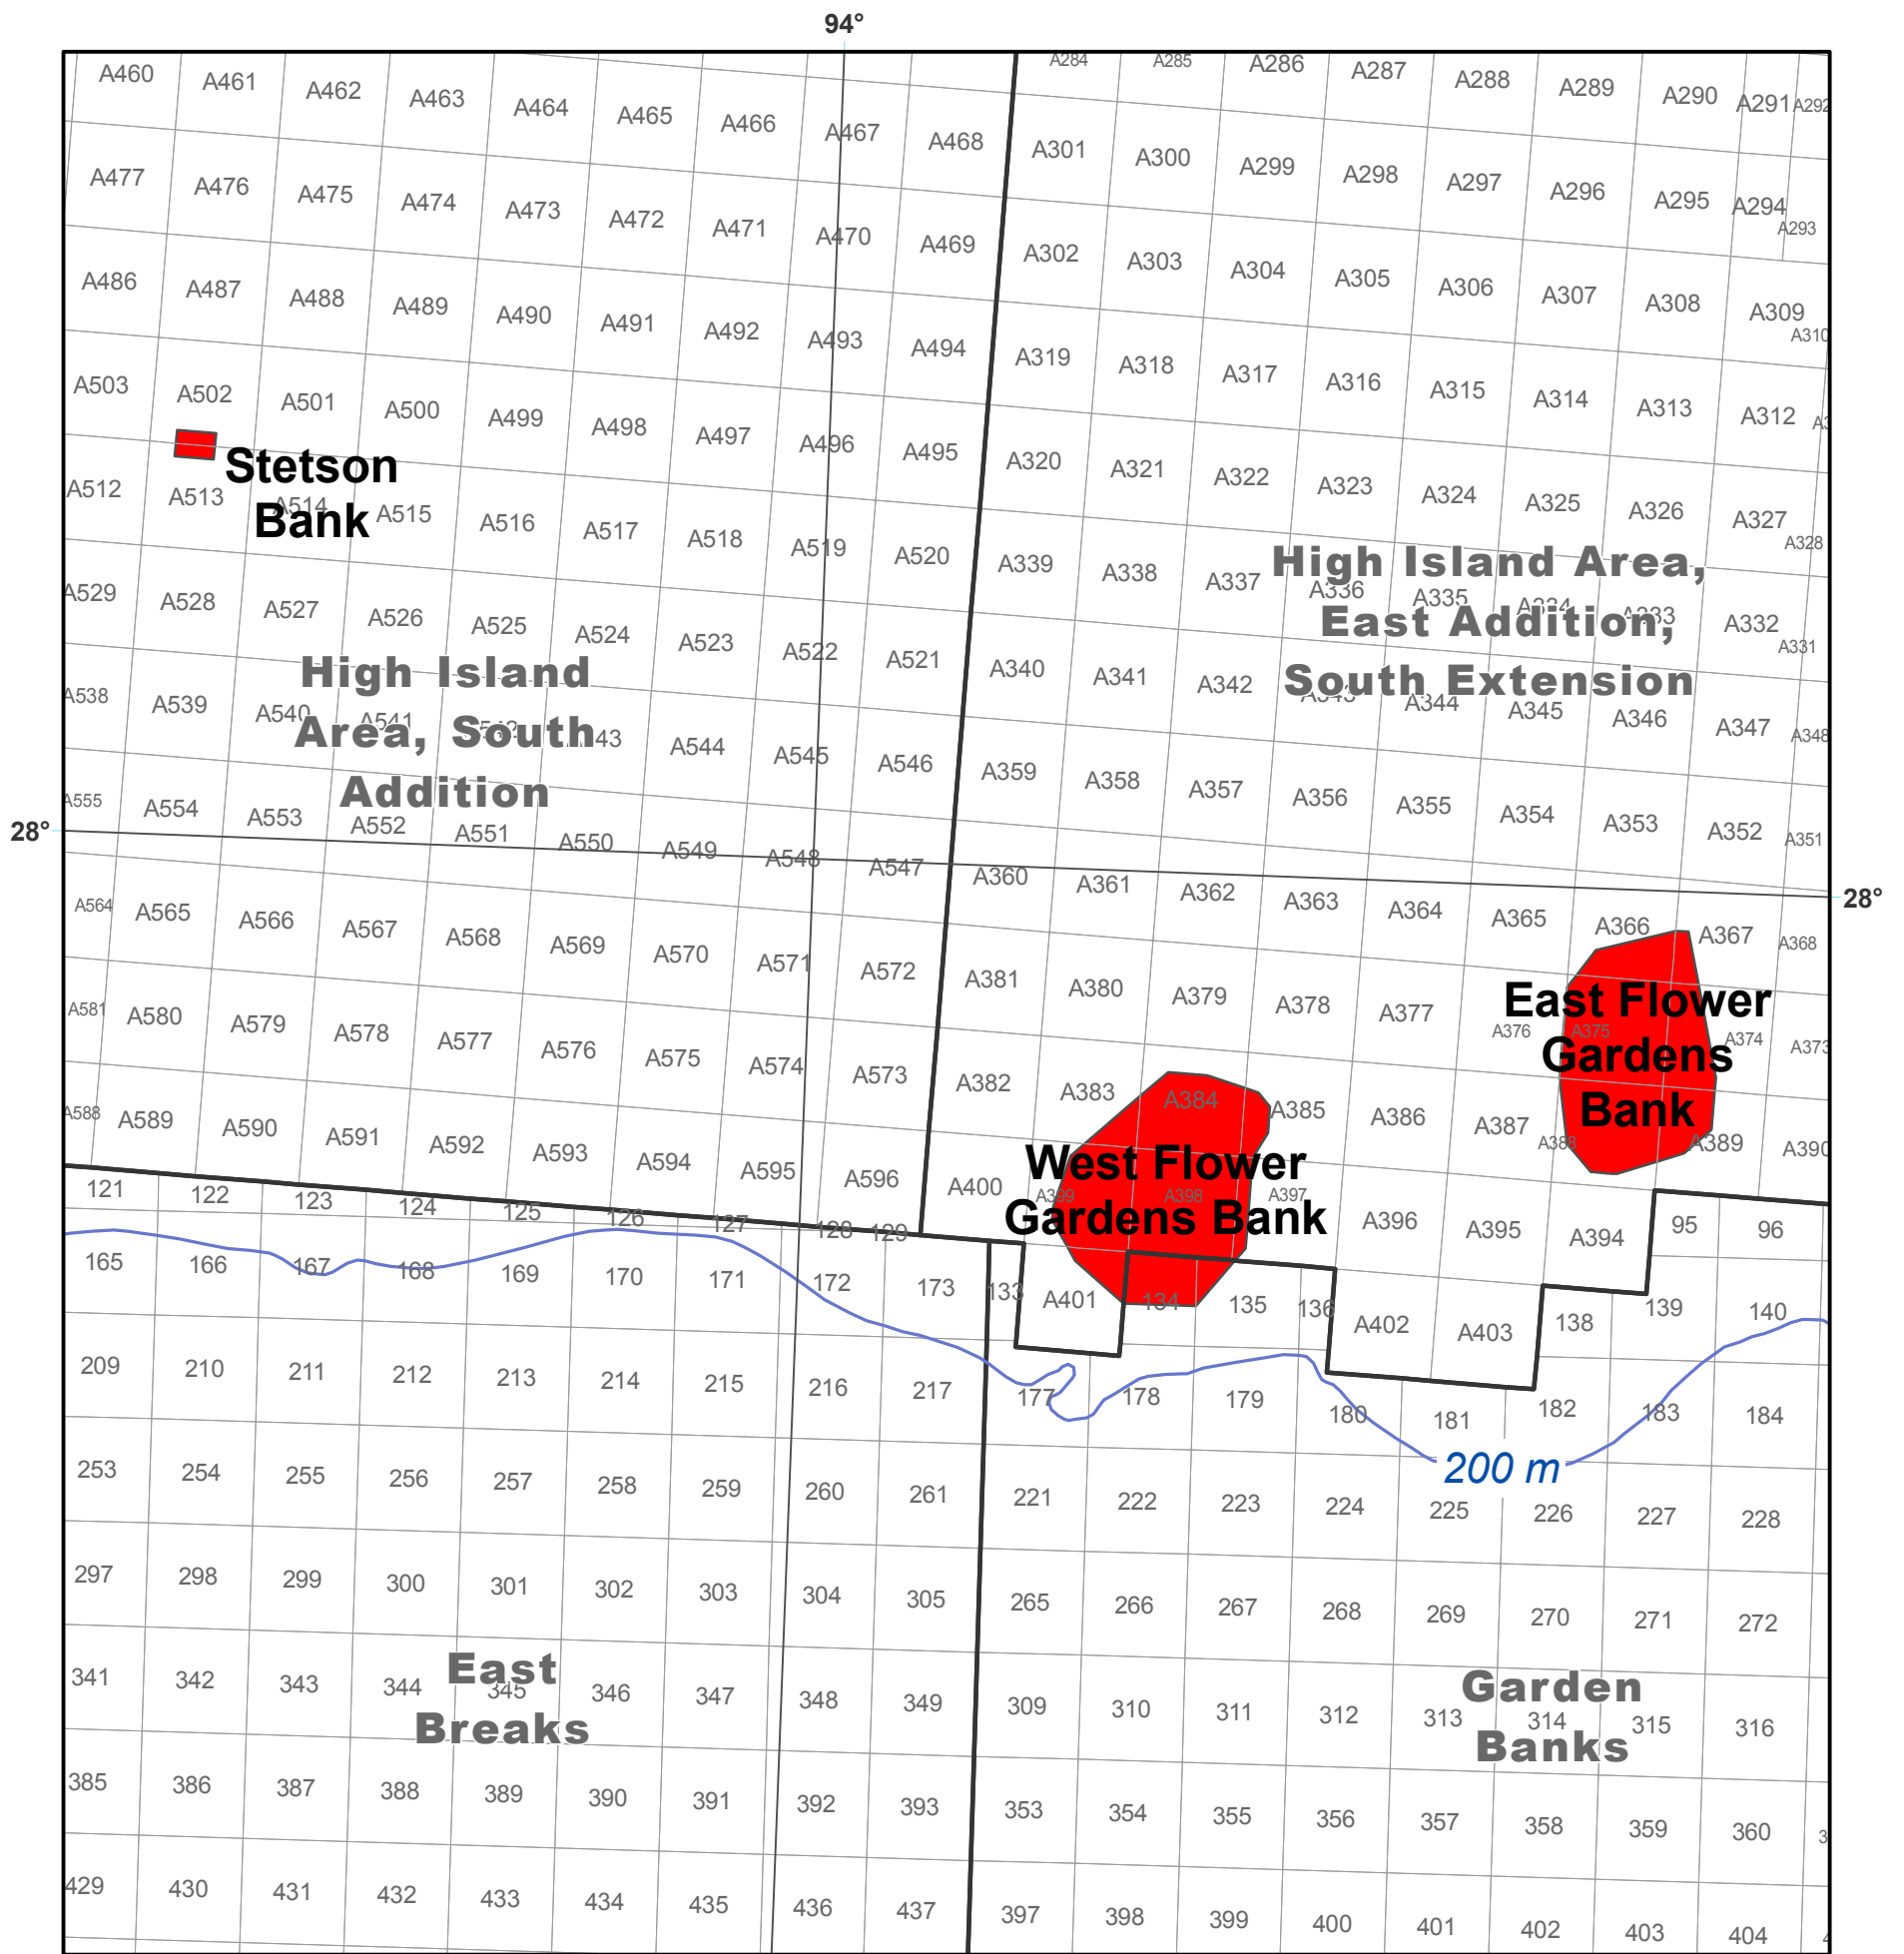 94°
A460 A461 A462 A463 A464 A465 A466 A467 A468 A284 A285 A286 A287 A288 A289 A290 A291 A292
A477 A476 A475 A474 A473 A472 A471 A470 A469 A301 A300 A299 A298 A297 A296 A295 A294 A293
A486 A487 A488 A489 A490 A491 A492 A493 A494 A302 A303 A304 A305 A306 A307 A308 A309 A310
A503 A502 A501 A500 A499 A498 A497 A496 A495 A319 A318 A317 A316 A315 A314 A313 A312
Stetson
Bank
A512 A513 A514 A515 A516 A517 A518 A519 A520 A320 A321 A322 A323 A324 A325 A326 A327 A328
High Island Area,
East Addition,
South Extension
A529 A528 A527 A526 A525 A524 A523 A522 A521 A339 A338 A337 A336 A335 A334 A333 A332 A331
High Island
Area, South
Addition
A538 A539 A540 A541 A542 A543 A544 A545 A546 A340 A341 A342 A343 A344 A345 A346 A347 A348
A555 A554 A553 A552 A551 A550 A549 A548 A547 A359 A358 A357 A356 A355 A354 A353 A352 A351
28°
28°
A564 A565 A566 A567 A568 A569 A570 A571 A572 A360 A361 A362 A363 A364 A365 A366 A367 A368
East Flower
Gardens
Bank
A581 A580 A579 A578 A577 A576 A575 A574 A573 A381 A380 A379 A378 A377 A376 A375 A374 A373
A588 A589 A590 A591 A592 A593 A594 A595 A596 A382 A383 A384 A385 A386 A387 A388 A389 A390
West Flower
Gardens Bank
A400 A399 A398 A397 A396 A395 A394 95 96
121 122 123 124 125 126 127 128 129 133 A401 134 135 136 A402 A403 138 139 140
165 166 167 168 169 170 171 172 173 177 178 179 180 181 182 183 184
200 m
209 210 211 212 213 214 215 216 217 221 222 223 224 225 226 227 228
253 254 255 256 257 258 259 260 261 265 266 267 268 269 270 271 272
297 298 299 300 301 302 303 304 305 309 310 311 312 313 314 315 316
East
Breaks
Garden
Banks
341 342 343 344 345 346 347 348 349 353 354 355 356 357 358 359 360
385 386 387 388 389 390 391 392 393 397 398 399 400 401 402 403 404
429 430 431 432 433 434 435 436 437